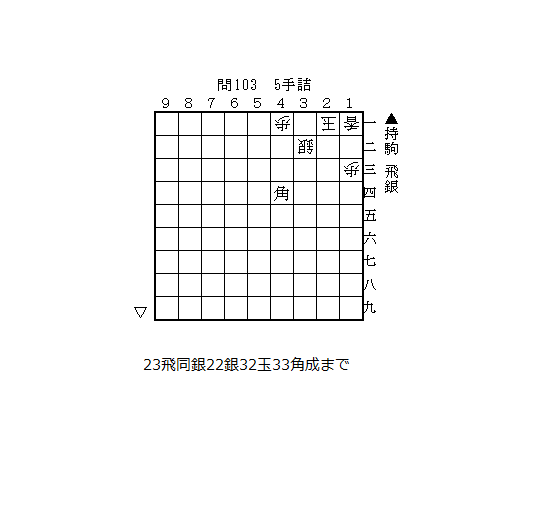 問103 5手詰
9 8 7 6 5 4 3 2 1
歩 玉 香 一
銀 二
歩 三
角 四
五
六
七
八
九
▲持駒 飛銀
▽
23飛同銀22銀32玉33角成まで